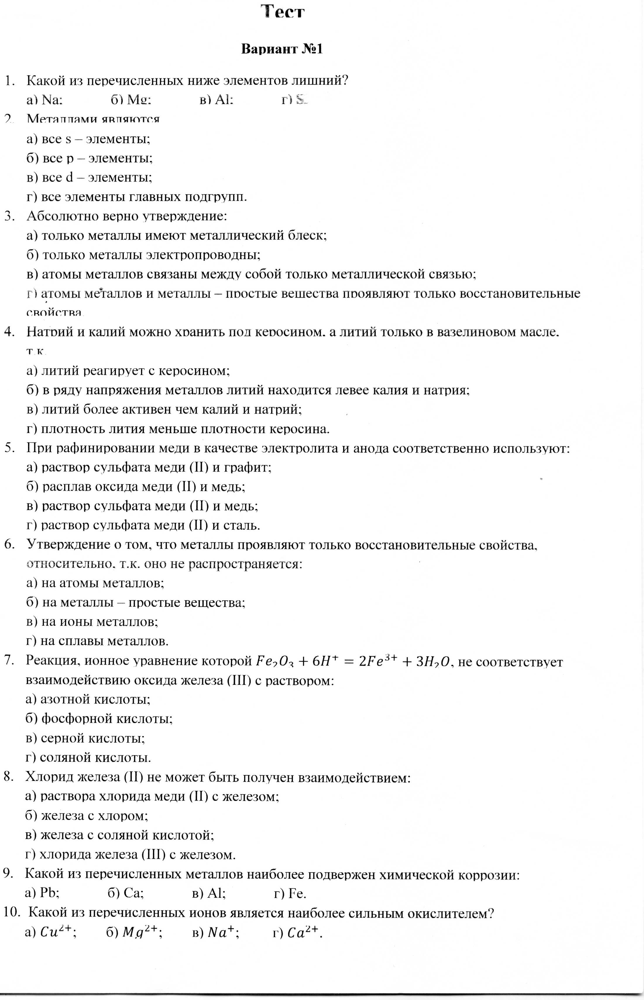 Тест
Вариант №1
1. Какой из перечисленных ниже элементов лишний?
а) Na; б) Mg; в) Al; г) S.
2. Металлами являются
а) все s – элементы;
б) все p – элементы;
в) все d – элементы;
г) все элементы главных подгрупп.
3. Абсолютно верно утверждение:
а) только металлы имеют металлический блеск;
б) только металлы электропроводны;
в) атомы металлов связаны между собой только металлической связью;
г) атомы металлов и металлы – простые вещества проявляют только восстановительные
свойства.
4. Натрий и калий можно хранить под керосином, а литий только в вазелиновом масле,
т.к.
а) литий реагирует с керосином;
б) в ряду напряжения металлов литий находится левее калия и натрия;
в) литий более активен чем калий и натрий;
г) плотность лития меньше плотности керосина.
5. При рафинировании меди в качестве электролита и анода соответственно используют:
а) раствор сульфата меди (II) и графит;
б) расплав оксида меди (II) и медь;
в) раствор сульфата меди (II) и медь;
г) раствор сульфата меди (II) и сталь.
6. Утверждение о том, что металлы проявляют только восстановительные свойства,
относительно, т.к. оно не распространяется:
а) на атомы металлов;
б) на металлы – простые вещества;
в) на ионы металлов;
г) на сплавы металлов.
7. Реакция, ионное уравнение которой Fe₂O₃ + 6H⁺ = 2Fe³⁺ + 3H₂O, не соответствует
взаимодействию оксида железа (III) с раствором:
а) азотной кислоты;
б) фосфорной кислоты;
в) серной кислоты;
г) соляной кислоты.
8. Хлорид железа (II) не может быть получен взаимодействием:
а) раствора хлорида меди (II) с железом;
б) железа с хлором;
в) железа с соляной кислотой;
г) хлорида железа (III) с железом.
9. Какой из перечисленных металлов наиболее подвержен химической коррозии:
а) Pb; б) Ca; в) Al; г) Fe.
10. Какой из перечисленных ионов является наиболее сильным окислителем?
а) Cu²⁺; б) Mg²⁺; в) Na⁺; г) Ca²⁺.